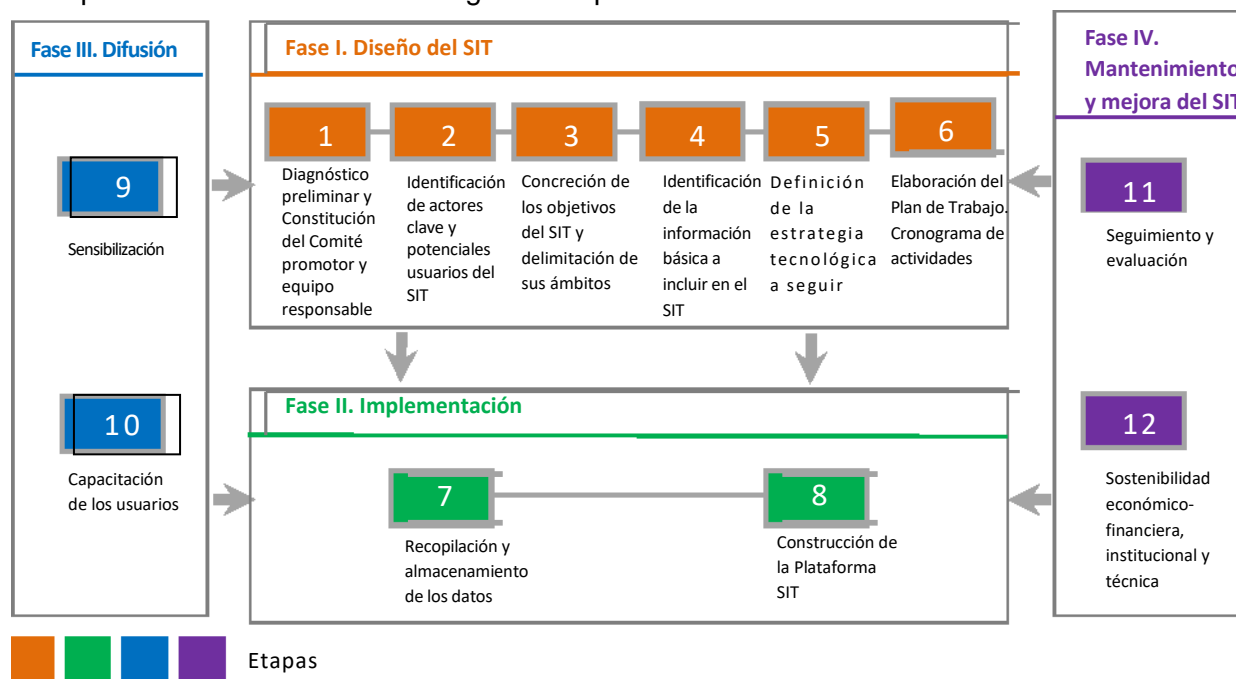 Fase III. Difusión
9
Sensibilización
10
Capacitación
de los usuarios
Fase I. Diseño del SIT
1
Diagnóstico
preliminar y
Constitución
del Comité
promotor y
equipo
responsable
2
Identificación
de actores
clave y
potenciales
usuarios del
SIT
3
Concreción de
los objetivos
del SIT y
delimitación de
sus ámbitos
4
Identificación
de la
información
básica a
incluir en el
SIT
5
Definición
de la
estrategia
tecnológica
a seguir
6
Elaboración del
Plan de Trabajo.
Cronograma de
actividades
Fase II. Implementación
7
Recopilación y
almacenamiento
de los datos
8
Construcción de
la Plataforma
SIT
Fase IV.
Mantenimiento
y mejora del SIT
11
Seguimiento y
evaluación
12
Sostenibilidad
económico-
financiera,
institucional y
técnica
Etapas